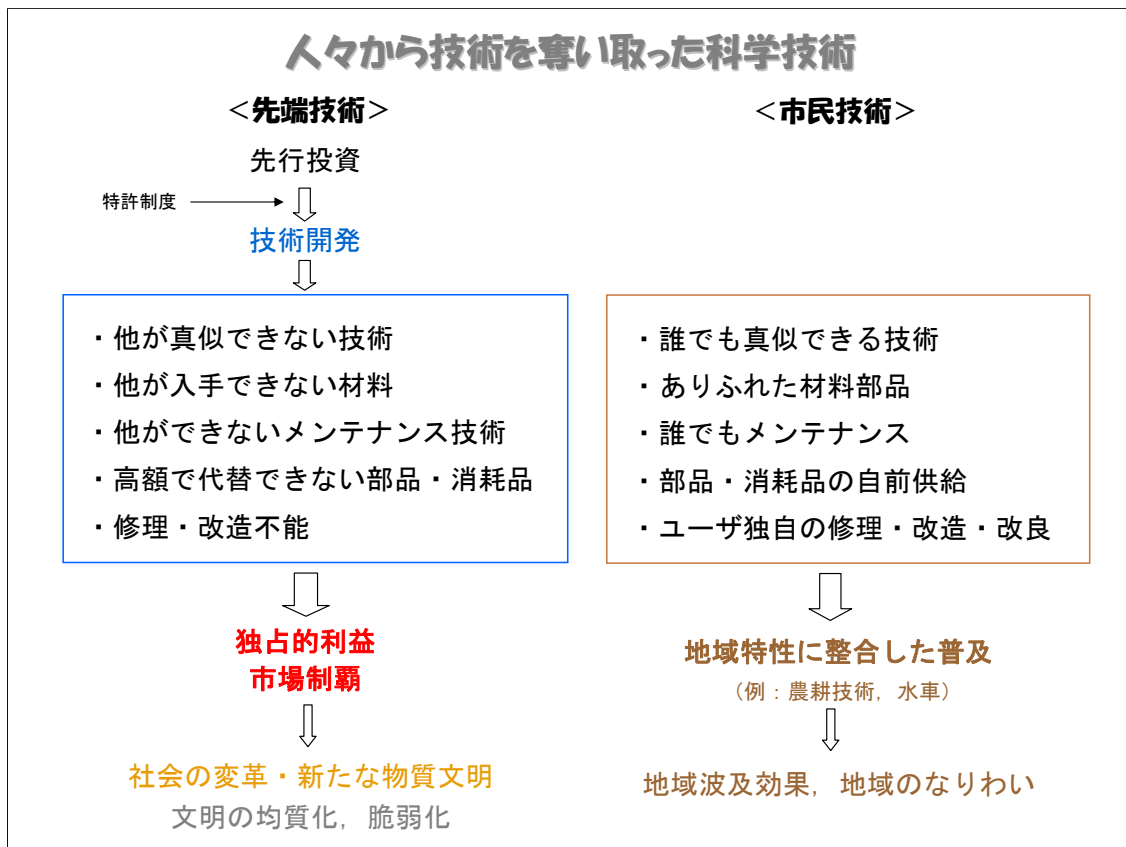 人々から技術を奪い取った科学技術
＜先端技術＞
先行投資
特許制度
技術開発
・他が真似できない技術
・他が入手できない材料
・他ができないメンテナンス技術
・高額で代替できない部品・消耗品
・修理・改造不能
独占的利益
市場制覇
社会の変革・新たな物質文明
文明の均質化，脆弱化
＜市民技術＞
・誰でも真似できる技術
・ありふれた材料部品
・誰でもメンテナンス
・部品・消耗品の自前供給
・ユーザ独自の修理・改造・改良
地域特性に整合した普及
（例：農耕技術，水車）
地域波及効果，地域のなりわい